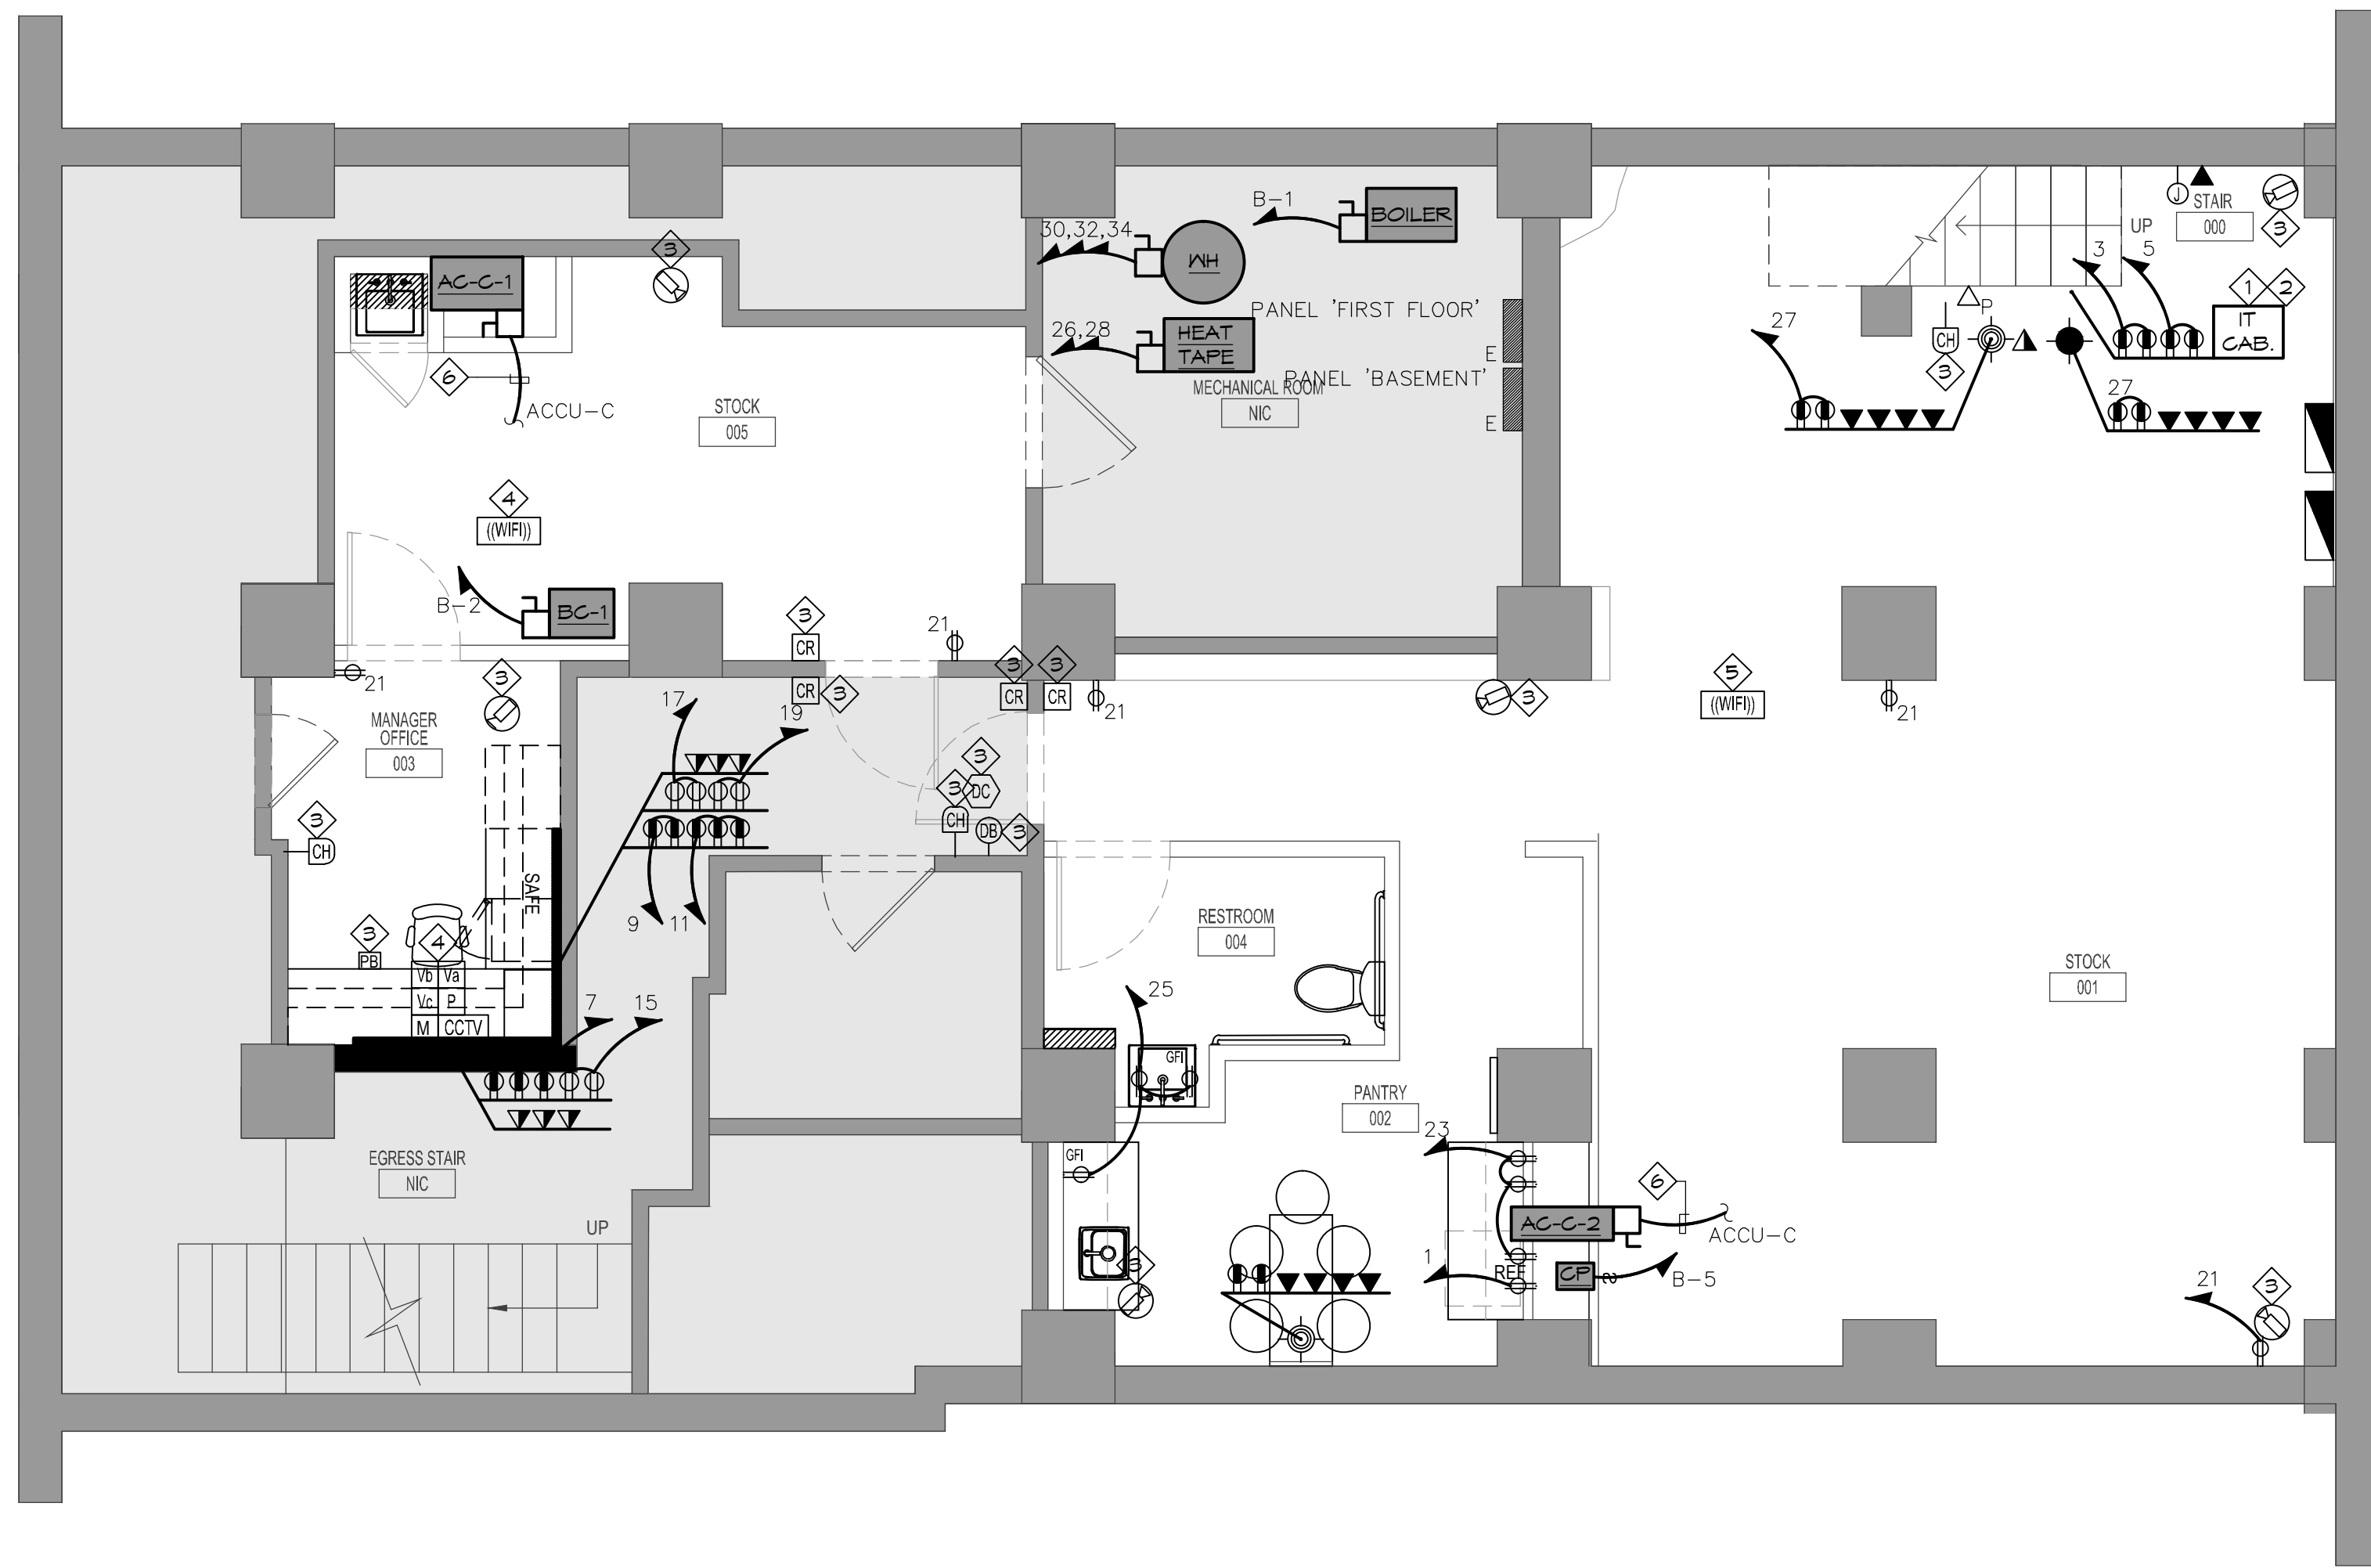 B-1
BOILER
30,32,34
WH
PANEL 'FIRST FLOOR'
26,28
HEAT
TAPE
E
PANEL 'BASEMENT'
MECHANICAL ROOM
NIC
E
J
STAIR
000
3
UP
3
5
1
2
IT
CAB.
P
CH
3
27
27
3
AC-C-1
6
ACCU-C
STOCK
005
4
((WIFI))
B-2
BC-1
3
CR
21
3
3
CR
3
CR
CR
21
21
3
MANAGER
OFFICE
003
17
19
3
3
DC
CH
DB
3
3
CH
SAFE
9
11
3
PB
4
Vb
Va
Vc
P
M
CCTV
7
15
EGRESS STAIR
NIC
UP
3
5
((WIFI))
21
RESTROOM
004
25
GFI
PANTRY
002
STOCK
001
GFI
23
6
AC-C-2
ACCU-C
3
1
REF
CP
2
B-5
21
3